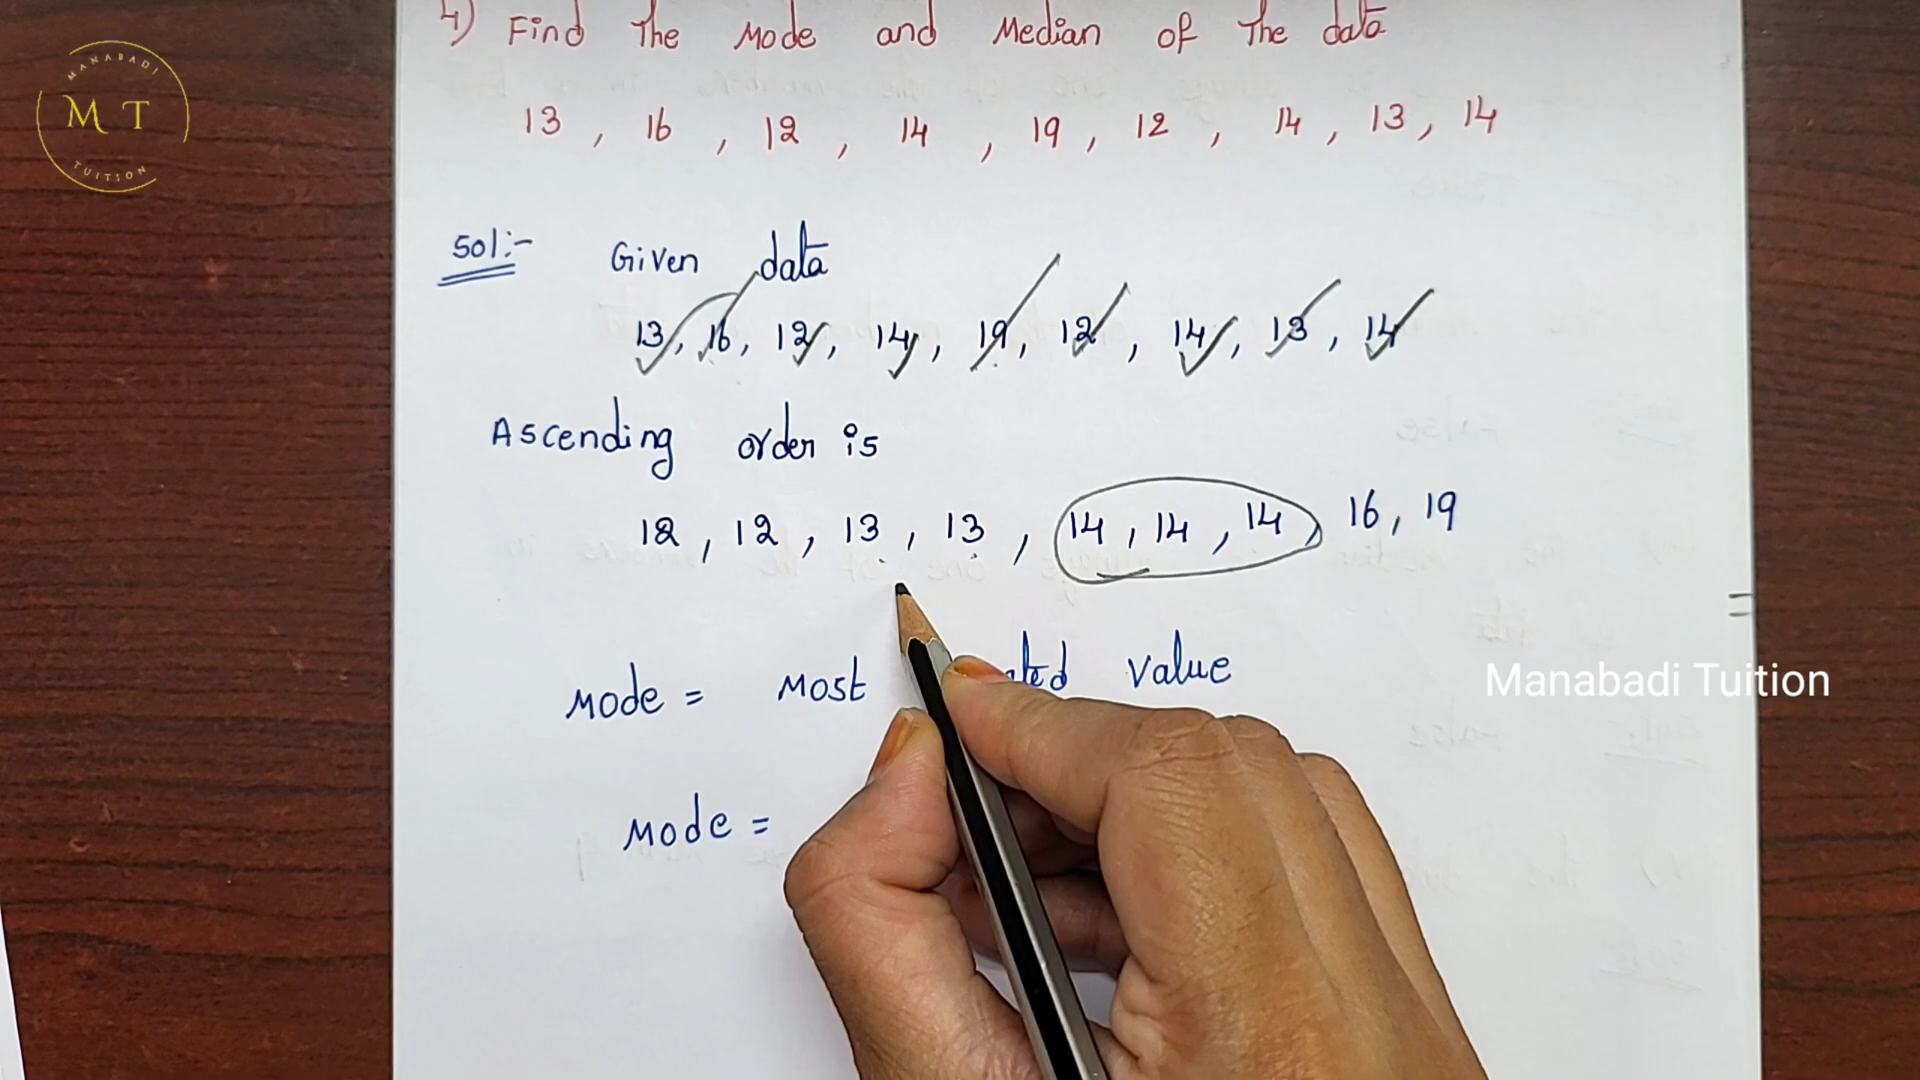 MANABADI
M T
TUITION
4) Find The Mode and Median of The data
13, 16, 12, 14, 19, 12, 14, 13, 14
Sol:- Given data
13, 16, 12, 14, 19, 12, 14, 13, 14
Ascending order is
12, 12, 13, 13, 14, 14, 14, 16, 19
Mode = Most value
Manabadi Tuition
Mode =